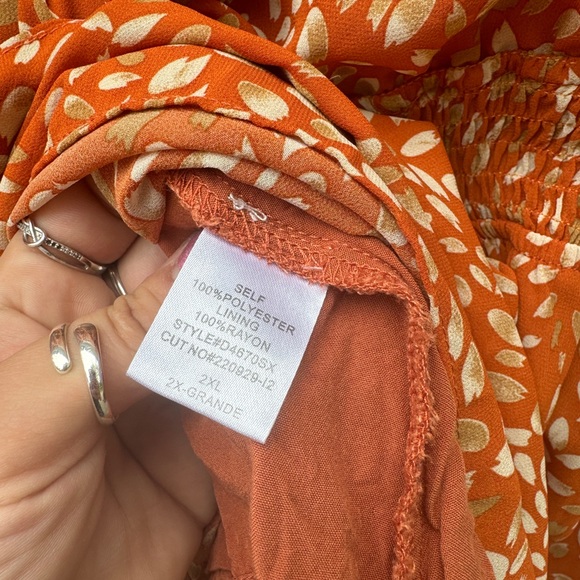 SELF
100%POLYESTER
LINING
100%RAYON
STYLE#D4670SX
CUT NO#220929-12
2XL
2X-GRANDE